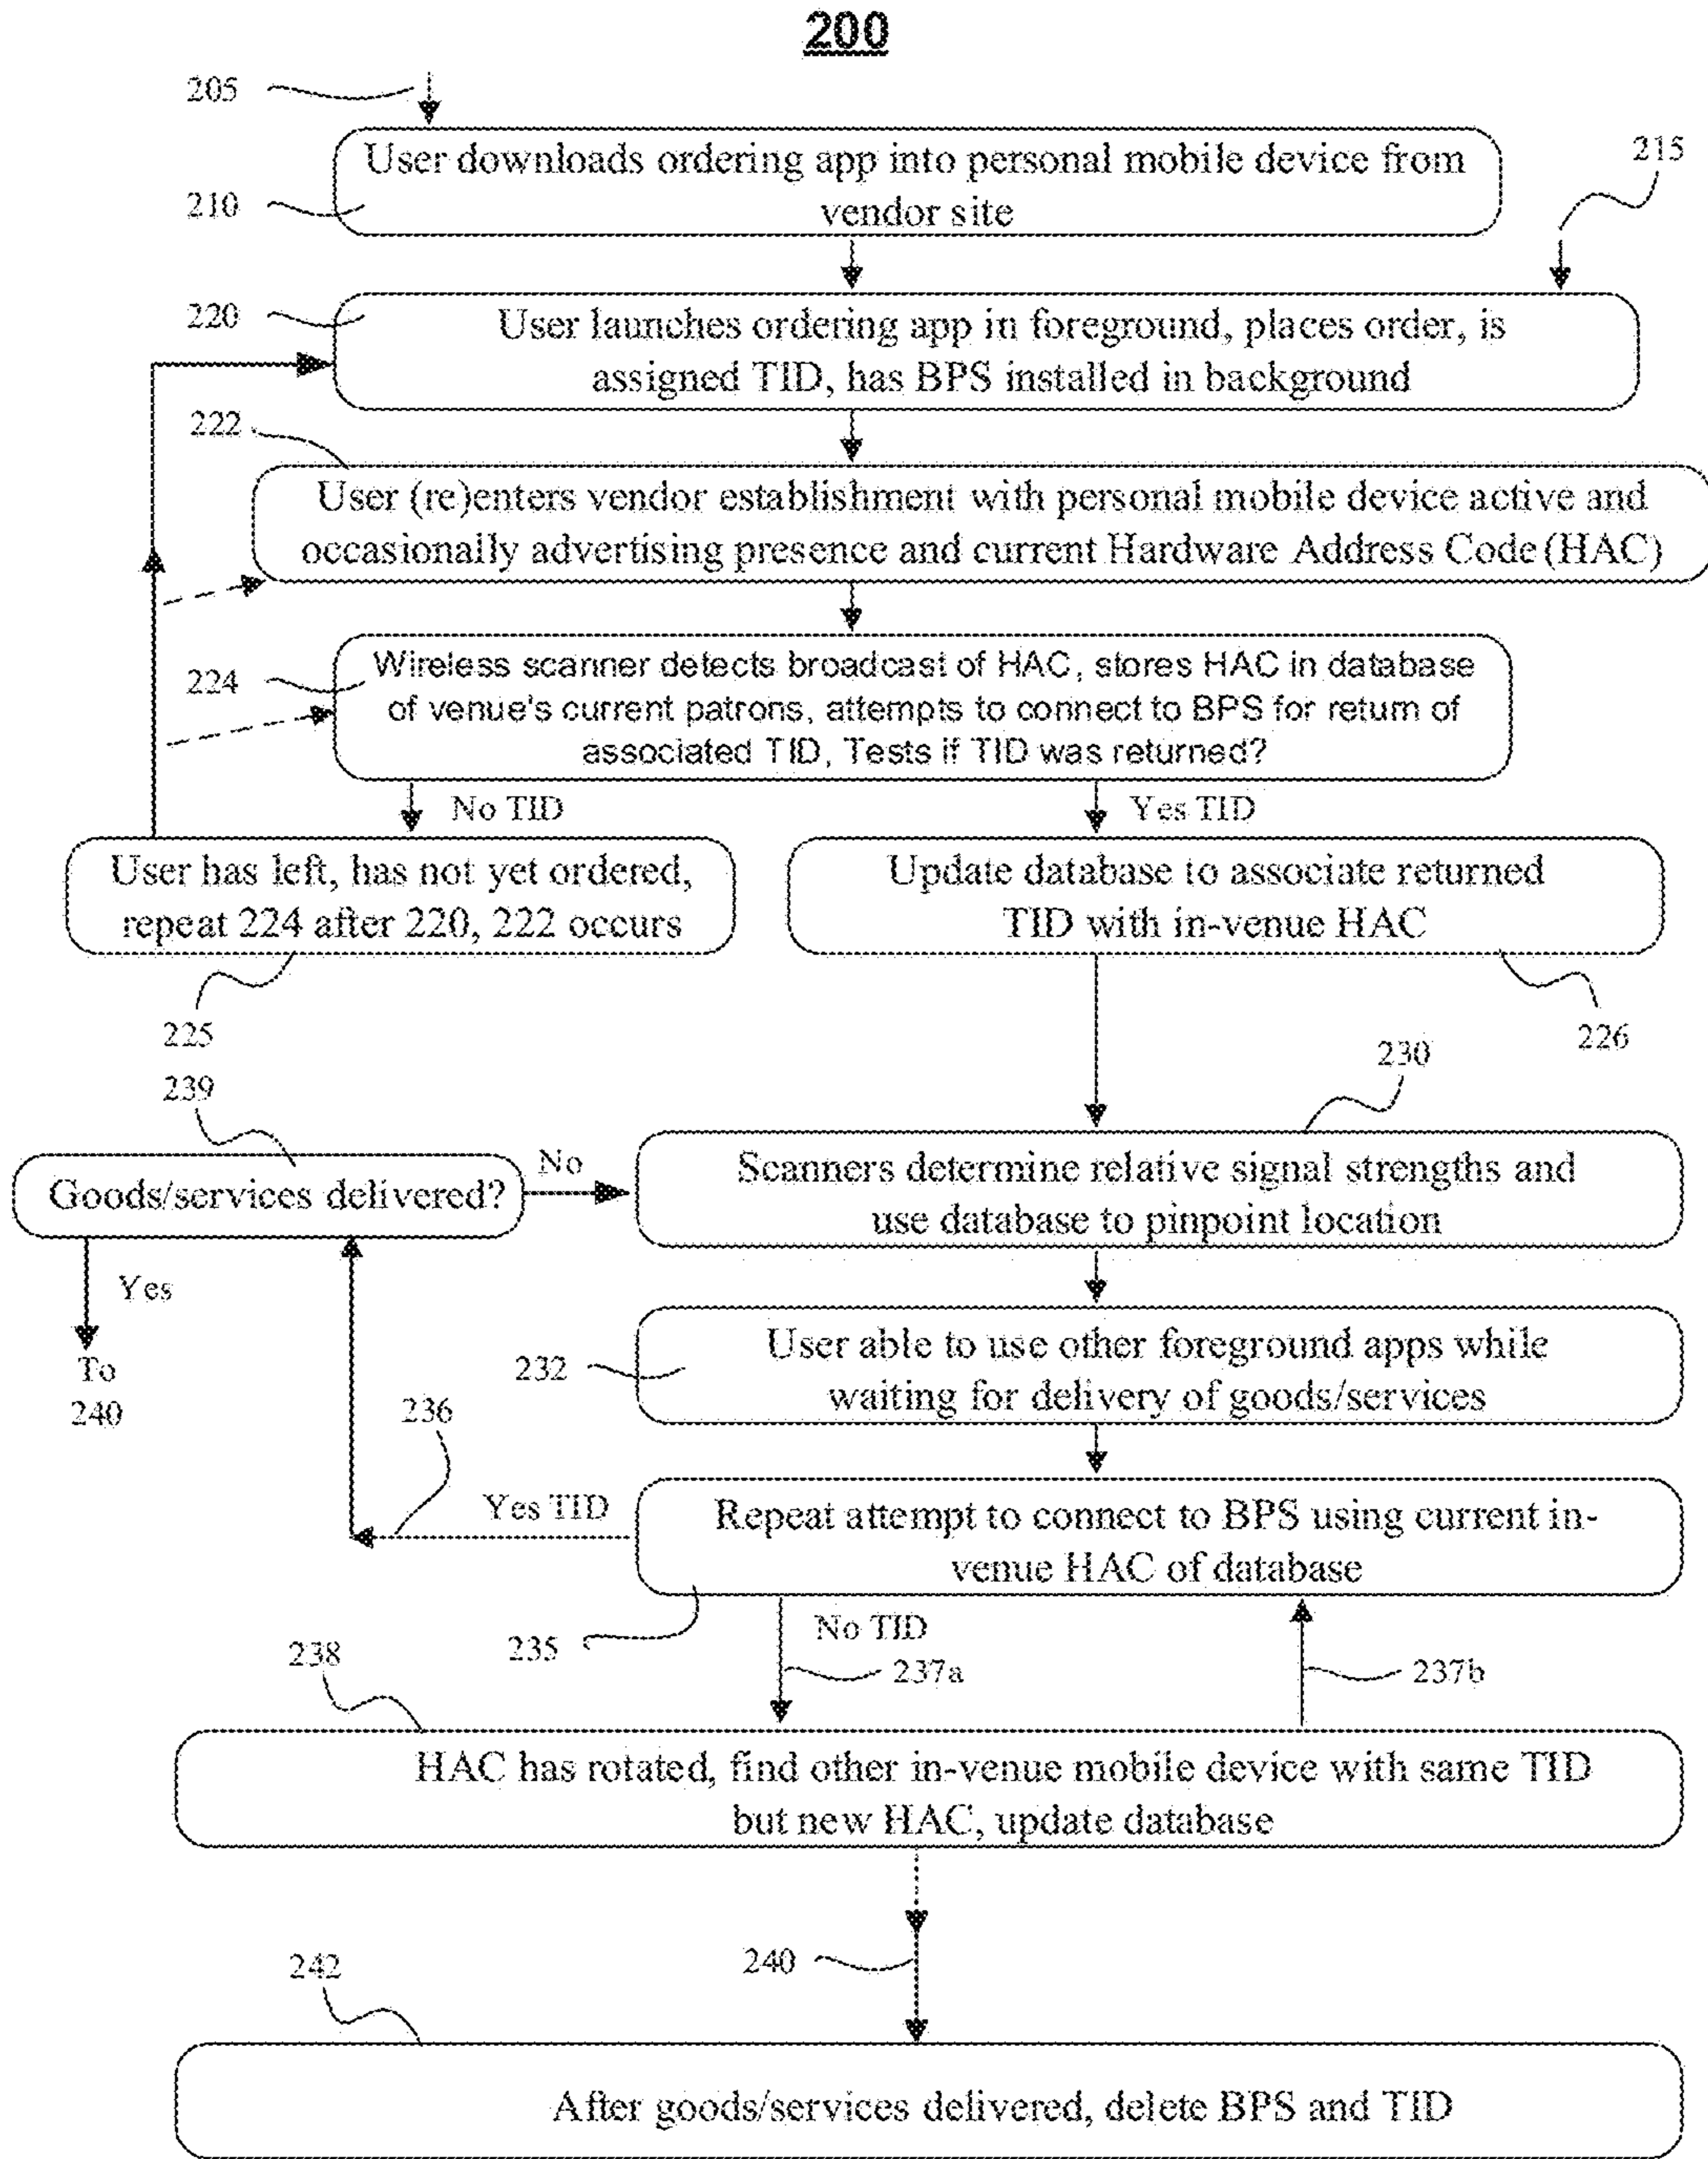 200
205
User downloads ordering app into personal mobile device from
vendor site
210
215
220
User launches ordering app in foreground, places order, is
assigned TID, has BPS installed in background
222
User (re)enters vendor establishment with personal mobile device active and
occasionally advertising presence and current Hardware Address Code (HAC)
224
Wireless scanner detects broadcast of HAC, stores HAC in database
of venue's current patrons, attempts to connect to BPS for return of
associated TID, Tests if TID was returned?
No TID
Yes TID
User has left, has not yet ordered,
repeat 224 after 220, 222 occurs
225
Update database to associate returned
TID with in-venue HAC
226
230
239
Goods/services delivered?
No
Yes
To
240
Scanners determine relative signal strengths and
use database to pinpoint location
232
User able to use other foreground apps while
waiting for delivery of goods/services
236
Yes TID
Repeat attempt to connect to BPS using current in-
venue HAC of database
235
No TID
237a
237b
238
HAC has rotated, find other in-venue mobile device with same TID
but new HAC, update database
240
242
After goods/services delivered, delete BPS and TID